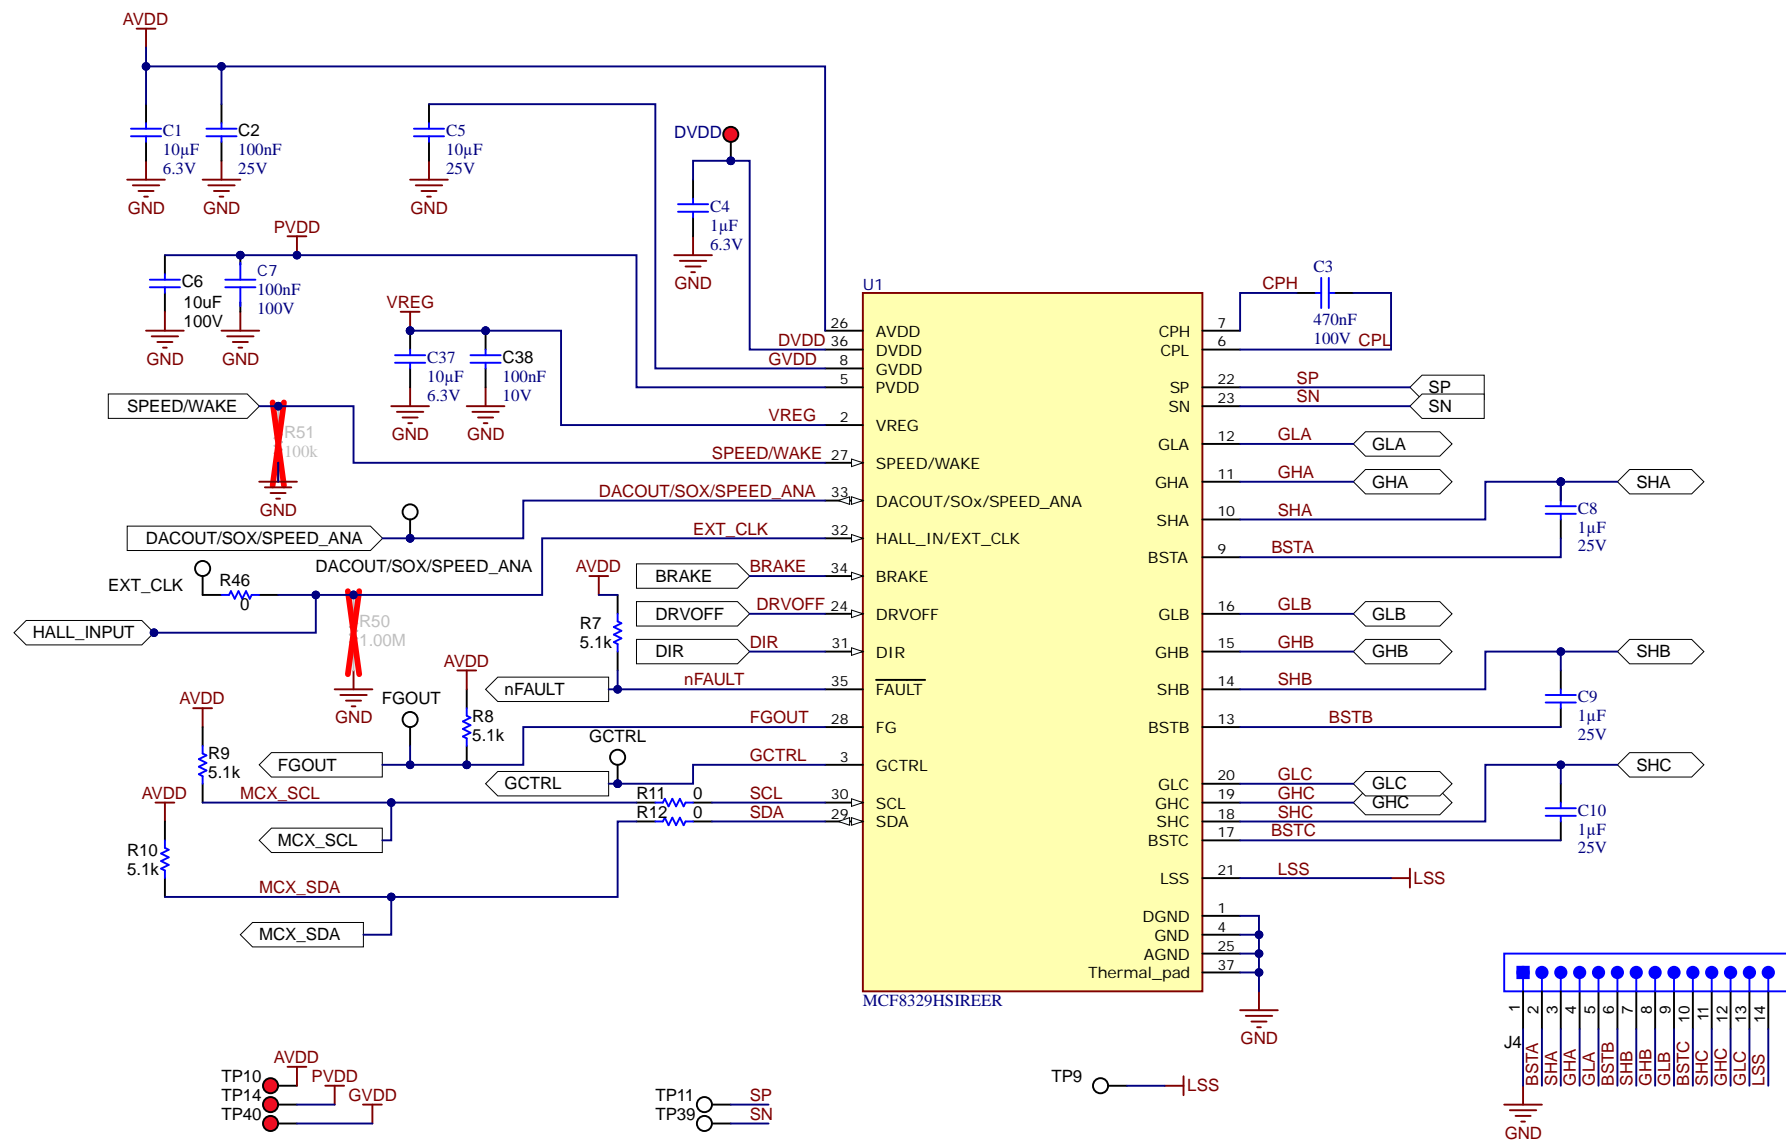 AVDD
C1
10µF
6.3V
GND
C2
100nF
25V
GND
C5
10µF
25V
GND
DVDD
C4
1µF
6.3V
GND
PVDD
C6
10uF
100V
GND
C7
100nF
100V
GND
VREG
C37
10µF
6.3V
GND
C38
100nF
10V
GND
SPEED/WAKE
R51
100k
GND
DACOUT/SOX/SPEED_ANA
DACOUT/SOX/SPEED_ANA
EXT_CLK
R46
0
HALL_INPUT
R50
1.00M
GND
AVDD
R7
5.1k
BRAKE
DRVOFF
DIR
nFAULT
AVDD
R8
5.1k
FGOUT
FGOUT
GCTRL
GCTRL
AVDD
R9
5.1k
MCX_SCL
MCX_SCL
R11
0
R12
0
AVDD
R10
5.1k
MCX_SDA
MCX_SDA
U1
26 AVDD
DVDD 36 DVDD
GVDD 8 GVDD
5 PVDD
VREG 2 VREG
SPEED/WAKE 27 SPEED/WAKE
DACOUT/SOX/SPEED_ANA 33 DACOUT/SOx/SPEED_ANA
EXT_CLK 32 HALL_IN/EXT_CLK
BRAKE 34 BRAKE
DRVOFF 24 DRVOFF
DIR 31 DIR
nFAULT 35 FAULT
FGOUT 28 FG
GCTRL 3 GCTRL
SCL 30 SCL
SDA 29 SDA
MCF8329HSIREER
CPH 7 CPH
CPL 6 CPL
C3
470nF
100V
SP 22 SP SP
SN 23 SN SN
GLA 12 GLA GLA
GHA 11 GHA GHA
SHA 10 SHA SHA
BSTA 9 BSTA
C8
1µF
25V
GLB 16 GLB GLB
GHB 15 GHB GHB
SHB 14 SHB SHB
BSTB 13 BSTB
C9
1µF
25V
GLC 20 GLC GLC
GHC 19 GHC GHC
SHC 18 SHC SHC
BSTC 17 BSTC
C10
1µF
25V
LSS 21 LSS LSS
DGND 1
GND 4
AGND 25
Thermal_pad 37
GND
J4
1
2 BSTA
3 SHA
4 GHA
5 GLA
6 BSTB
7 SHB
8 GHB
9 GLB
10 BSTC
11 SHC
12 GHC
13 GLC
14 LSS
GND
TP10 AVDD
TP14 PVDD
TP40 GVDD
TP11 SP
TP39 SN
TP9 LSS